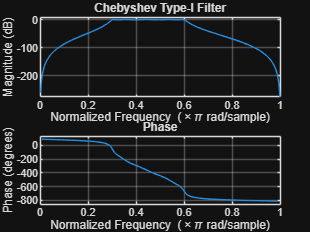 Chebyshev Type-I Filter
Magnitude (dB)
0
-100
-200
0 0.2 0.4 0.6 0.8 1
Normalized Frequency (×π rad/sample)
Phase
Phase (degrees)
0
-200
-400
-600
-800
0 0.2 0.4 0.6 0.8 1
Normalized Frequency (×π rad/sample)